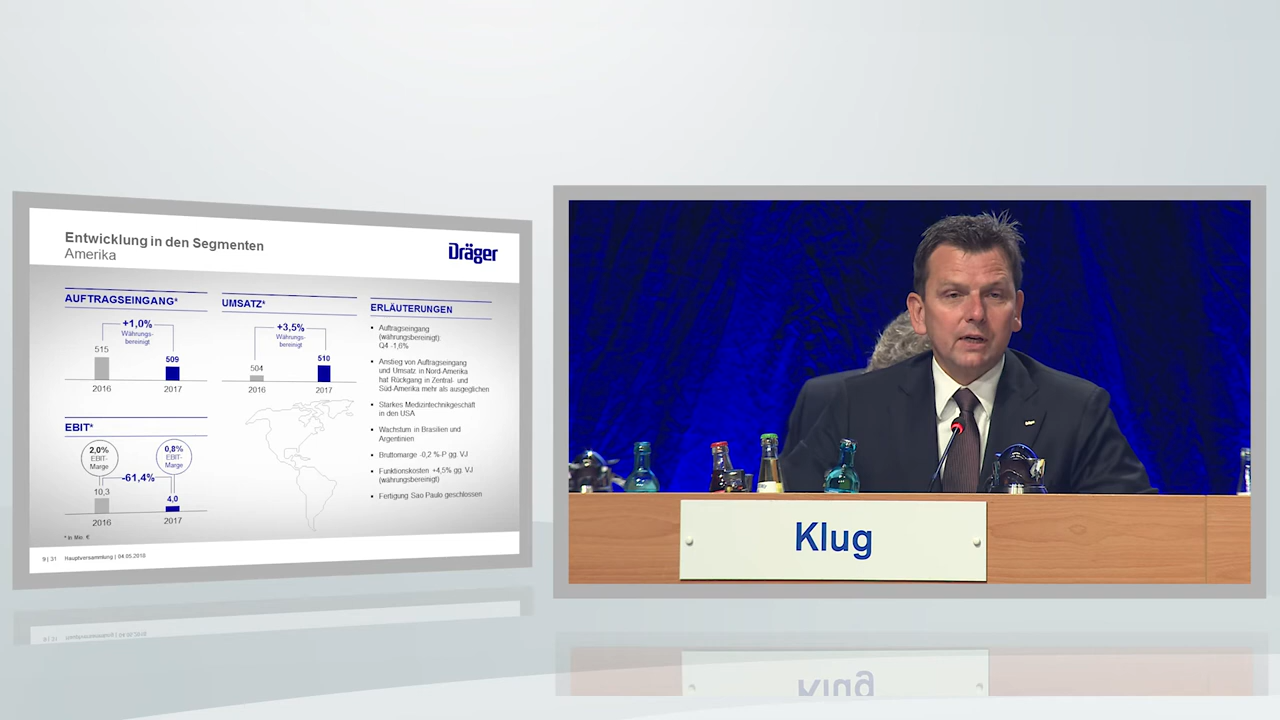 Entwicklung in den Segmenten
Amerika
Dräger
AUFTRAGSEINGANG*
+1,0%
Währungs-
bereinigt
515
509
2016
2017
UMSATZ*
+3,5%
Währungs-
bereinigt
504
510
2016
2017
EBIT*
2,0%
EBIT-
Marge
0,8%
EBIT-
Marge
-61,4%
10,3
4,0
2016
2017
* in Mio. €
ERLÄUTERUNGEN
▪ Auftragseingang
(währungsbereinigt):
Q4 -1,6%
▪ Anstieg von Auftragseingang
und Umsatz in Nord-Amerika
hat Rückgang in Zentral- und
Süd-Amerika mehr als ausgeglichen
▪ Starkes Medizintechnikgeschäft
in den USA
▪ Wachstum in Brasilien und
Argentinien
▪ Bruttomarge -0,2 %-P gg. VJ
▪ Funktionskosten +4,5% gg. VJ
(währungsbereinigt)
▪ Fertigung Sao Paulo geschlossen
9 | 31 Hauptversammlung | 04.05.2018
Klug